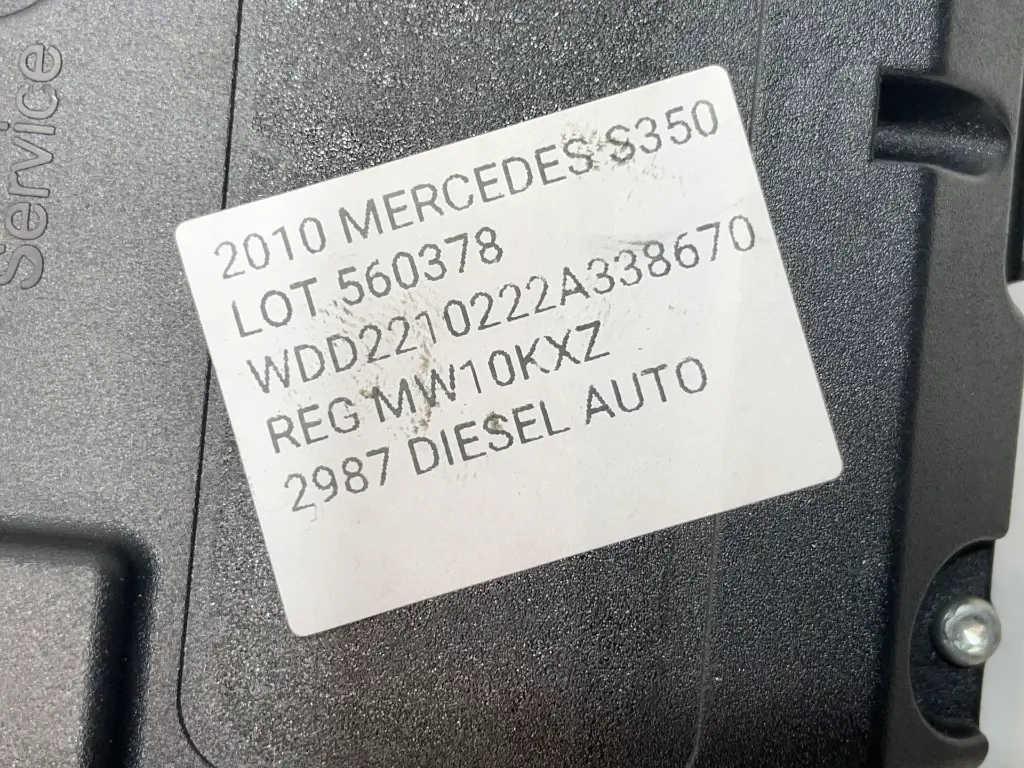 Service
2010 MERCEDES S350
LOT 560378
WDD2210222A338670
REG MW10KXZ
2987 DIESEL AUTO